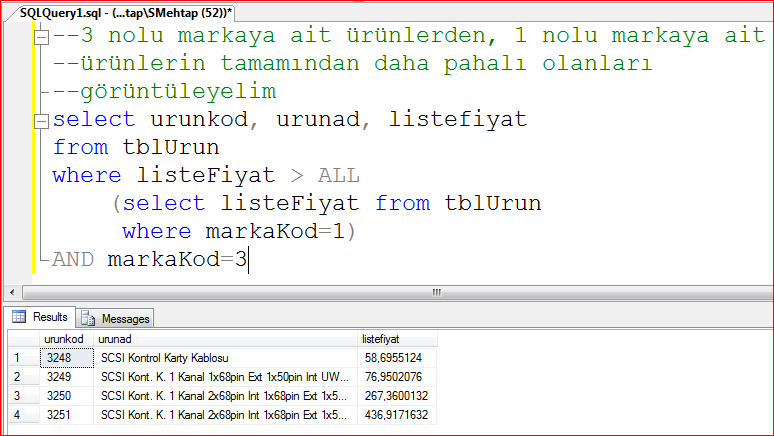 SQLQuery1.sql - (...tap\SMehtap (52))*
--3 nolu markaya ait ürünlerden, 1 nolu markaya ait
--ürünlerin tamamından daha pahalı olanları
--görüntüleyelim
select urunkod, urunad, listefiyat
from tblUrun
where listeFiyat > ALL
(select listeFiyat from tblUrun
where markaKod=1)
AND markaKod=3
Results Messages
urunkod urunad listefiyat
1 3248 SCSI Kontrol Karty Kablosu 58,6955124
2 3249 SCSI Kont. K. 1 Kanal 1x68pin Ext 1x50pin Int UW... 76,9502076
3 3250 SCSI Kont. K. 1 Kanal 2x68pin Int 1x68pin Ext 1x5... 267,3600132
4 3251 SCSI Kont. K. 1 Kanal 2x68pin Int 1x68pin Ext 1x5... 436,9171632